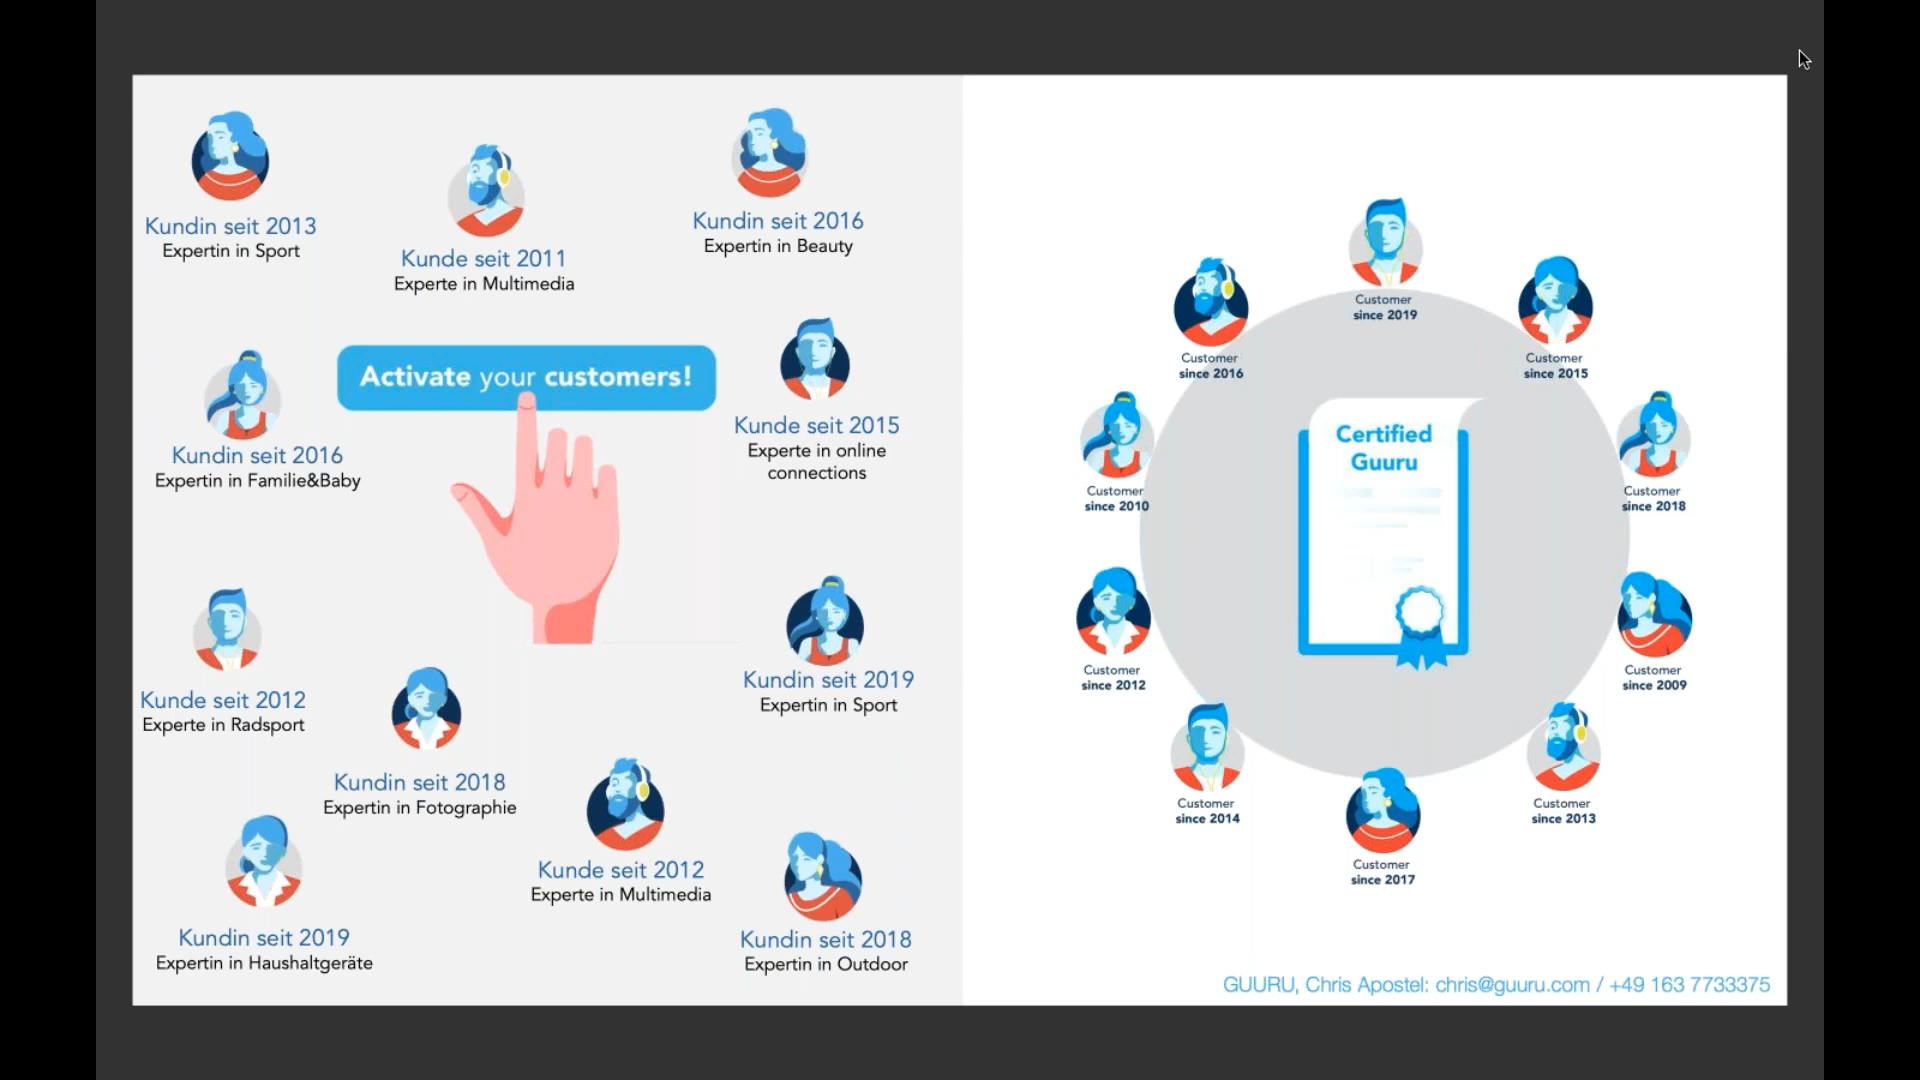 Kundin seit 2013
Expertin in Sport
Kunde seit 2011
Experte in Multimedia
Kundin seit 2016
Expertin in Beauty
Activate your customers!
Kundin seit 2016
Expertin in Familie&Baby
Kunde seit 2015
Experte in online
connections
Kunde seit 2012
Experte in Radsport
Kundin seit 2019
Expertin in Sport
Kundin seit 2018
Expertin in Fotographie
Kunde seit 2012
Experte in Multimedia
Kundin seit 2019
Expertin in Haushaltgeräte
Kundin seit 2018
Expertin in Outdoor
Customer
since 2019
Customer
since 2016
Customer
since 2015
Certified
Guuru
Customer
since 2010
Customer
since 2018
Customer
since 2012
Customer
since 2009
Customer
since 2014
Customer
since 2013
Customer
since 2017
GUURU, Chris Apostel: chris@guuru.com / +49 163 7733375